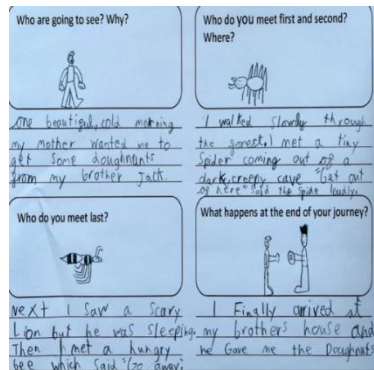 Who are going to see? Why?
one beautiful, cold morning
my mother wanted me to
get some doughnuts
from my brother Jack.
Who do you meet first and second?
Where?
I walked slowly through
the forest. I met a tiny
spider coming out of a
dark, creepy cave "Get out
of here" said the spider loudly.
Who do you meet last?
Next I saw a scary
Lion but he was sleeping.
Then I met a hungry
bee which said "Go away!
What happens at the end of your journey?
I Finally arrived at
my brothers house and
he Gave me the Doughnuts